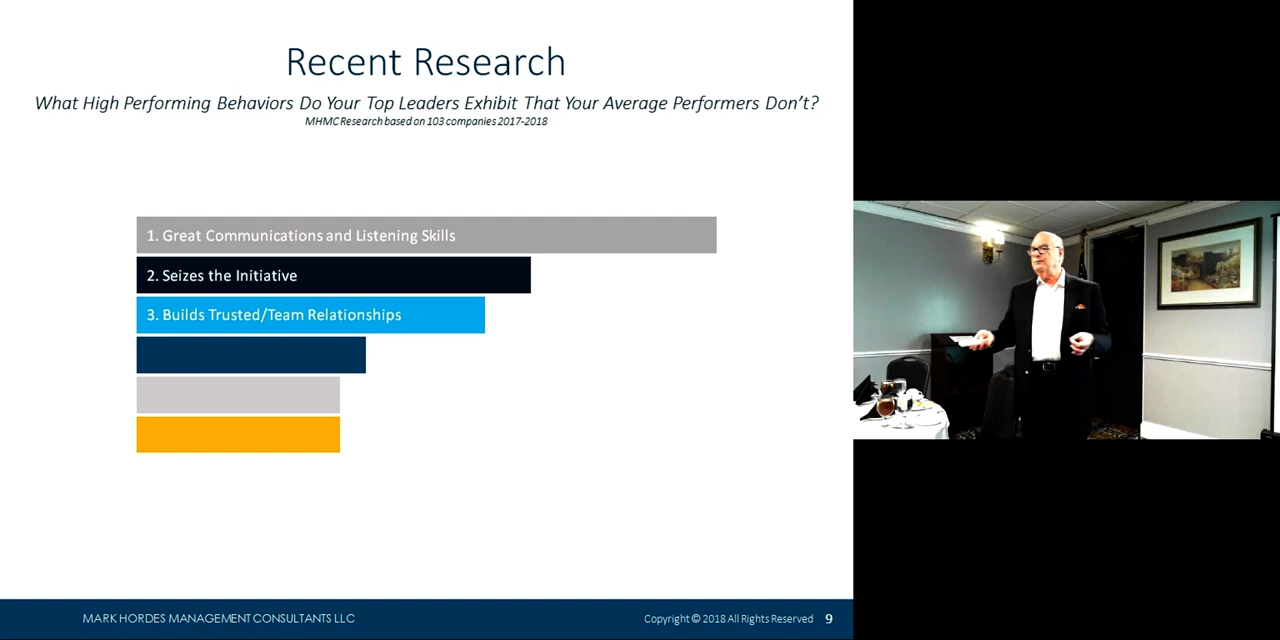 Recent Research
What High Performing Behaviors Do Your Top Leaders Exhibit That Your Average Performers Don't?
MHMC Research based on 103 companies 2017-2018
1. Great Communications and Listening Skills
2. Seizes the Initiative
3. Builds Trusted/Team Relationships
MARK HORDES MANAGEMENT CONSULTANTS LLC
Copyright © 2018 All Rights Reserved 9